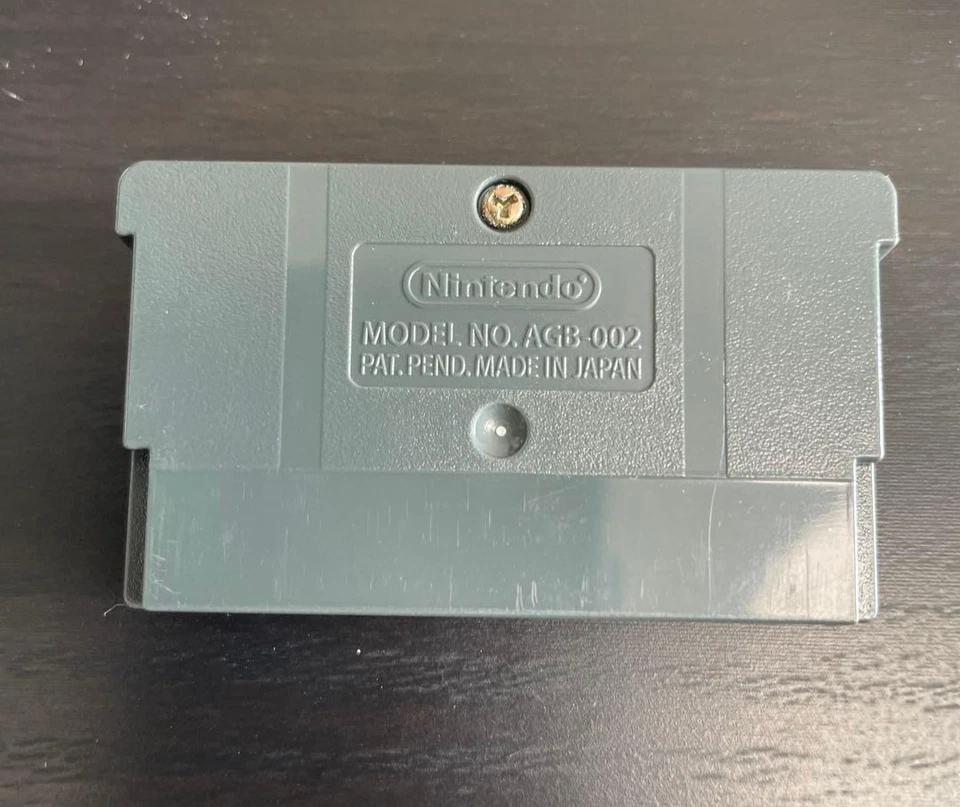 Nintendo
MODEL NO. AGB-002
PAT. PEND. MADE IN JAPAN